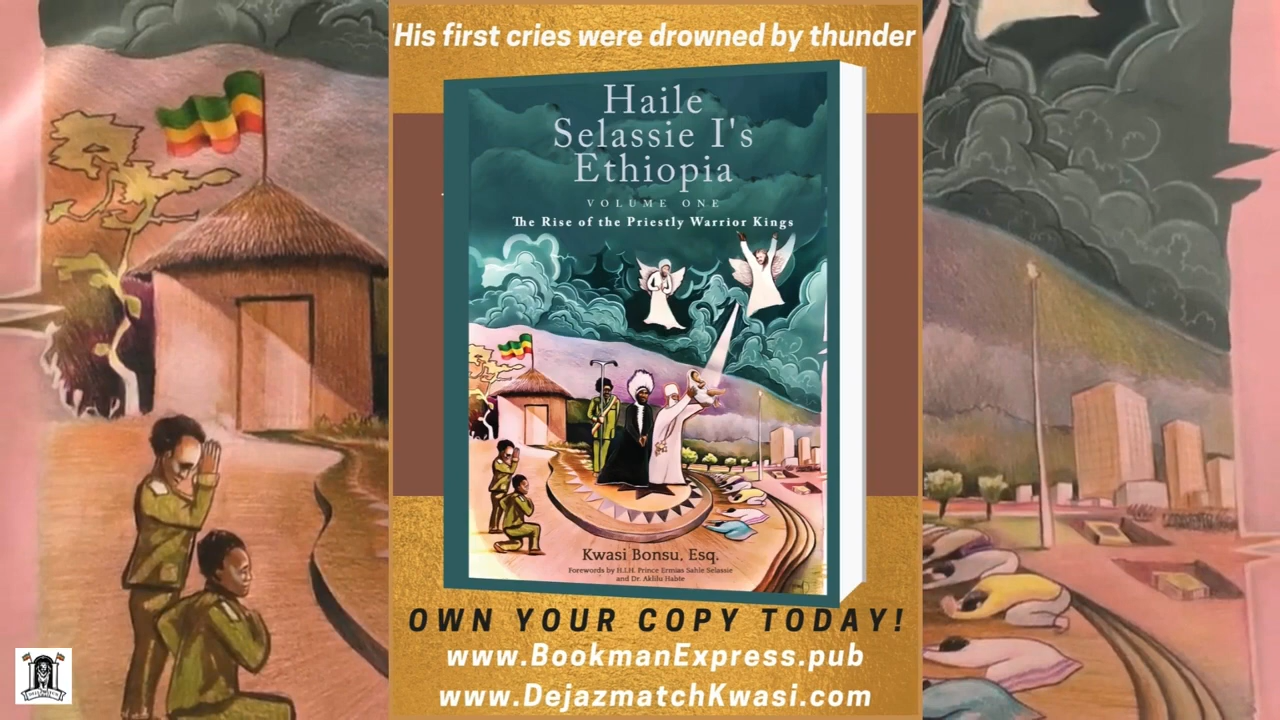 'His first cries were drowned by thunder
Haile
Selassie I's
Ethiopia
VOLUME ONE
The Rise of the Priestly Warrior Kings
Kwasi Bonsu, Esq.
Forewords by H.I.H. Prince Ermias Sahle Selassie
and Dr. Aklilu Habte
OWN YOUR COPY TODAY!
www.BookmanExpress.pub
www.DejazmatchKwasi.com